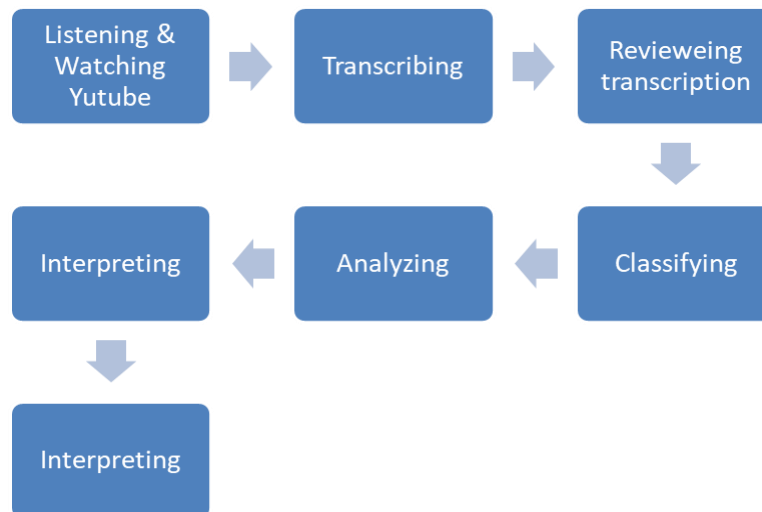 Listening &
Watching
Yutube
Transcribing
Revieweing
transcription
Classifying
Analyzing
Interpreting
Interpreting